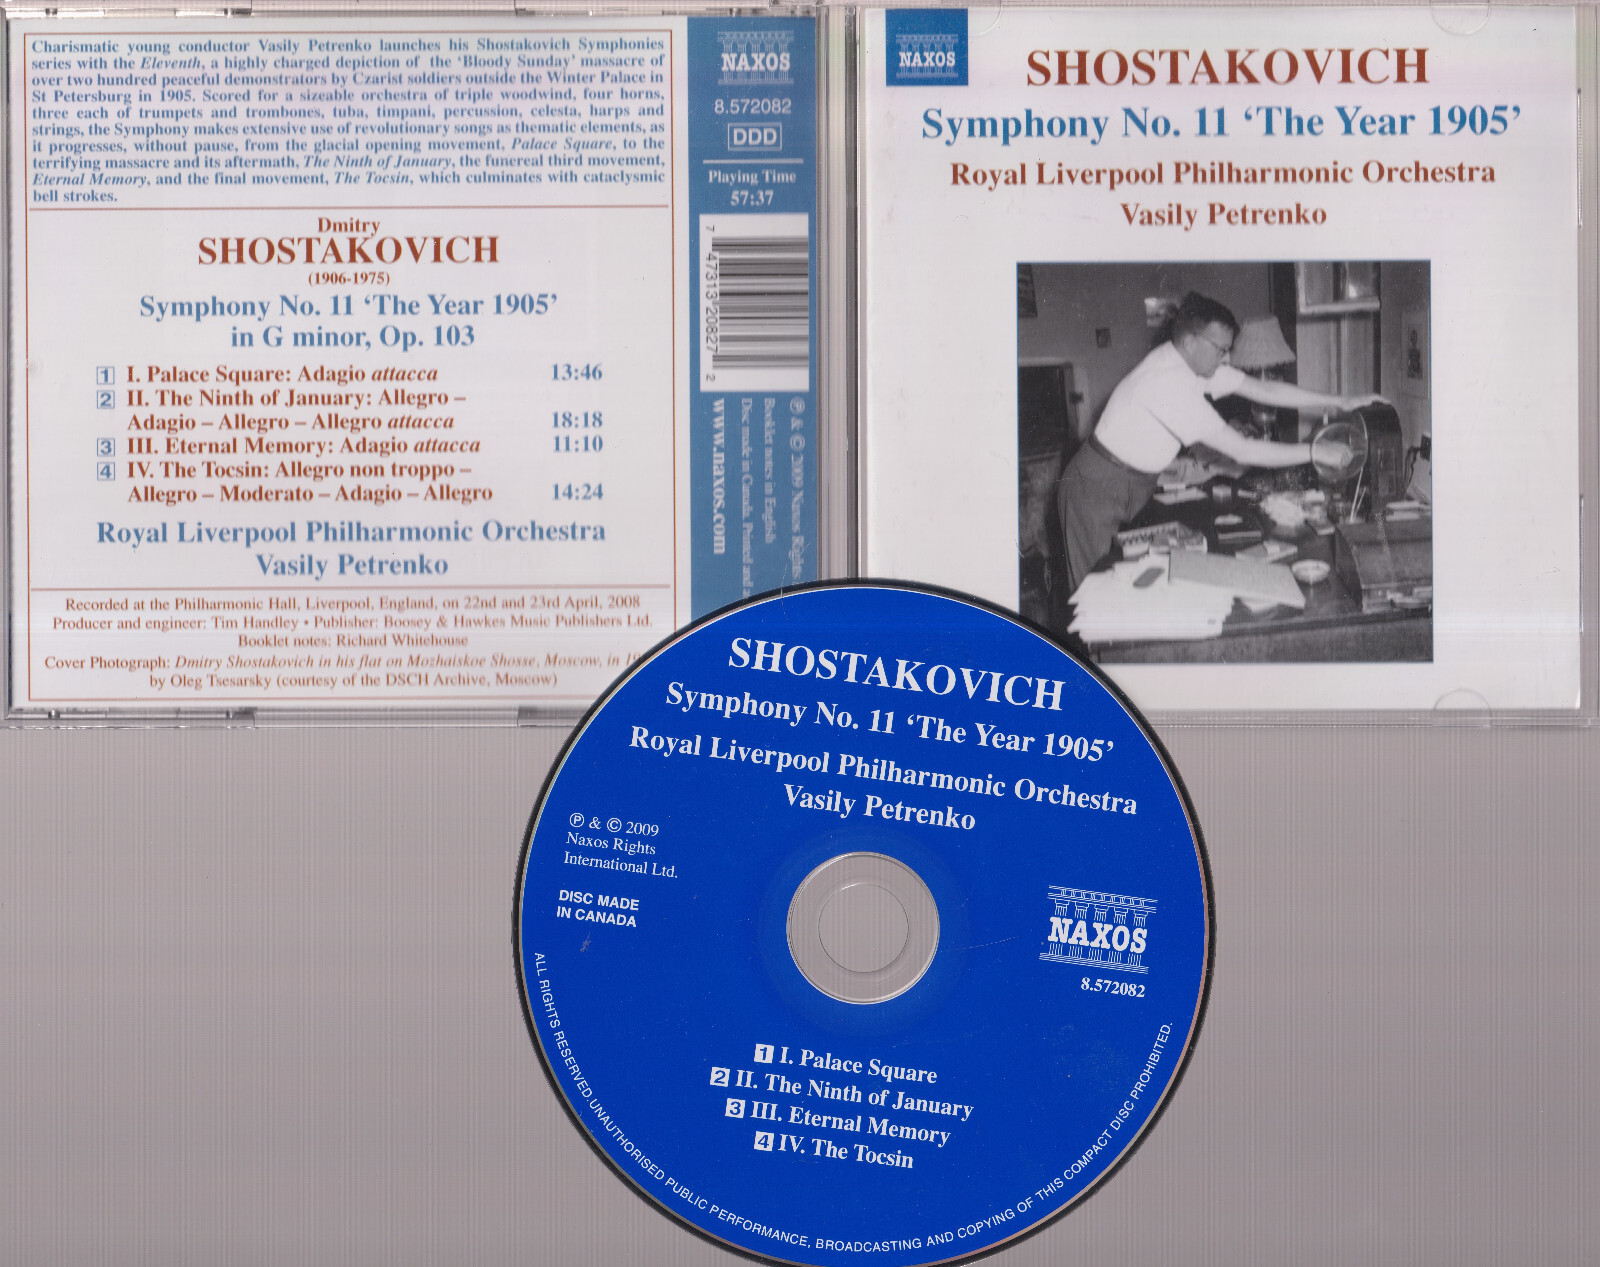 Charismatic young conductor Vasily Petrenko launches his Shostakovich Symphonies
series with the Eleventh, a highly charged depiction of the 'Bloody Sunday' massacre of
over two hundred peaceful demonstrators by Czarist soldiers outside the Winter Palace in
St Petersburg in 1905. Scored for a sizeable orchestra of triple woodwind, four horns,
three each of trumpets and trombones, tuba, timpani, percussion, celesta, harps and
strings, the Symphony makes extensive use of revolutionary songs as thematic elements, as
it progresses, without pause, from the glacial opening movement, Palace Square, to the
terrifying massacre and its aftermath, The Ninth of January, the funereal third movement,
Eternal Memory, and the final movement, The Tocsin, which culminates with cataclysmic
bell strokes.
Dmitry
SHOSTAKOVICH
(1906-1975)
Symphony No. 11 ‘The Year 1905’
in G minor, Op. 103
1 I. Palace Square: Adagio attacca 13:46
2 II. The Ninth of January: Allegro –
Adagio – Allegro – Allegro attacca 18:18
3 III. Eternal Memory: Adagio attacca 11:10
4 IV. The Tocsin: Allegro non troppo –
Allegro – Moderato – Adagio – Allegro 14:24
Royal Liverpool Philharmonic Orchestra
Vasily Petrenko
Recorded at the Philharmonic Hall, Liverpool, England, on 22nd and 23rd April, 2008
Producer and engineer: Tim Handley • Publisher: Boosey & Hawkes Music Publishers Ltd.
Booklet notes: Richard Whitehouse
Cover Photograph: Dmitry Shostakovich in his flat on Mozhaiskoe Shosse, Moscow, in
by Oleg Tsesarsky (courtesy of the DSCH Archive, Moscow)
NAXOS
8.572082
DDD
Playing Time
57:37
7 47313 20827 2
℗ & © 2009 Naxos Rights
Booklet notes in English
Disc made in Canada. Printed and
www.naxos.com
NAXOS
SHOSTAKOVICH
Symphony No. 11 ‘The Year 1905’
Royal Liverpool Philharmonic Orchestra
Vasily Petrenko
SHOSTAKOVICH
Symphony No. 11 ‘The Year 1905’
Royal Liverpool Philharmonic Orchestra
Vasily Petrenko
℗ & © 2009
Naxos Rights
International Ltd.
DISC MADE
IN CANADA
NAXOS
8.572082
1 I. Palace Square
2 II. The Ninth of January
3 III. Eternal Memory
4 IV. The Tocsin
ALL RIGHTS RESERVED. UNAUTHORISED PUBLIC PERFORMANCE, BROADCASTING AND COPYING OF THIS COMPACT DISC PROHIBITED.